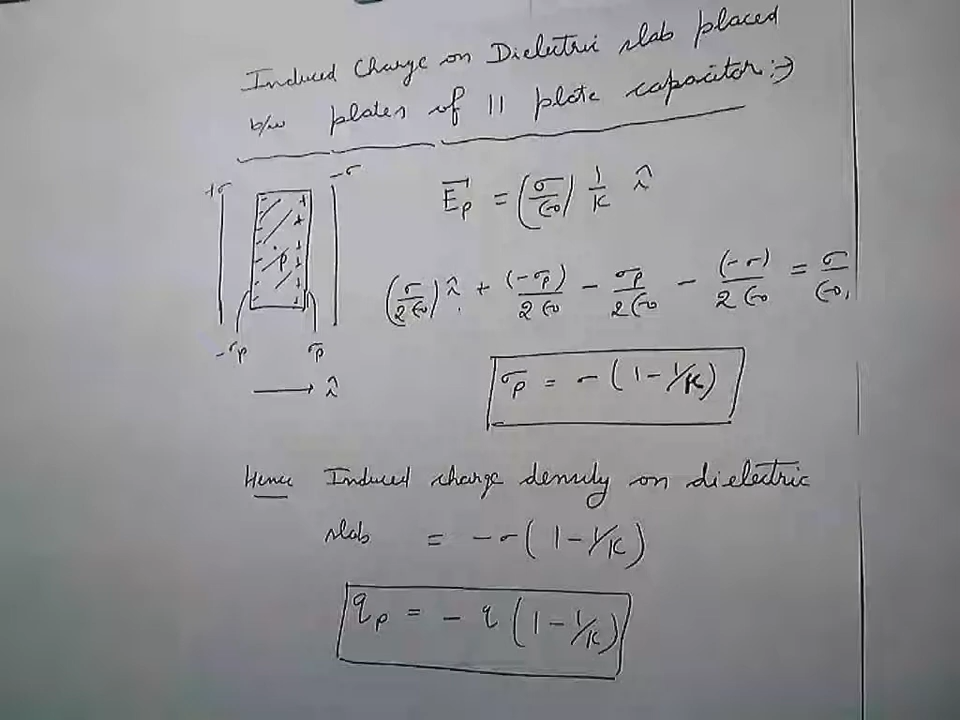 Induced Charge on Dielectric slab placed
b/w plates of || plate capacitor :→
+σ -σ
E⃗p = (σ/ϵ0) 1/K î
- - - - - + + + + +
P
(σ/2ϵ0) î + (-σp)/2ϵ0 - σp/2ϵ0 - (-σ)/2ϵ0 = σ/ϵ0,
-σp σp
î
σp = σ(1-1/K)
Hence Induced charge density on dielectric
slab = -σ(1-1/K)
qp = - q (1-1/K)